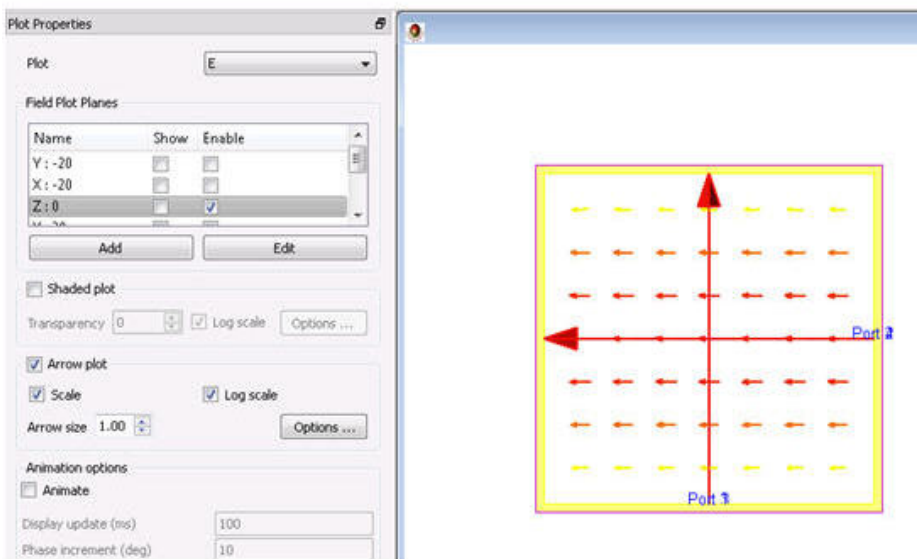 Plot Properties
Plot E
Field Plot Planes
Name Show Enable
Y : -20
X : -20
Z : 0
Add Edit
Shaded plot
Transparency 0 Log scale Options ...
Arrow plot
Scale Log scale
Arrow size 1.00 Options ...
Animation options
Animate
Display update (ms) 100
Phase increment (deg) 10
Port
Port